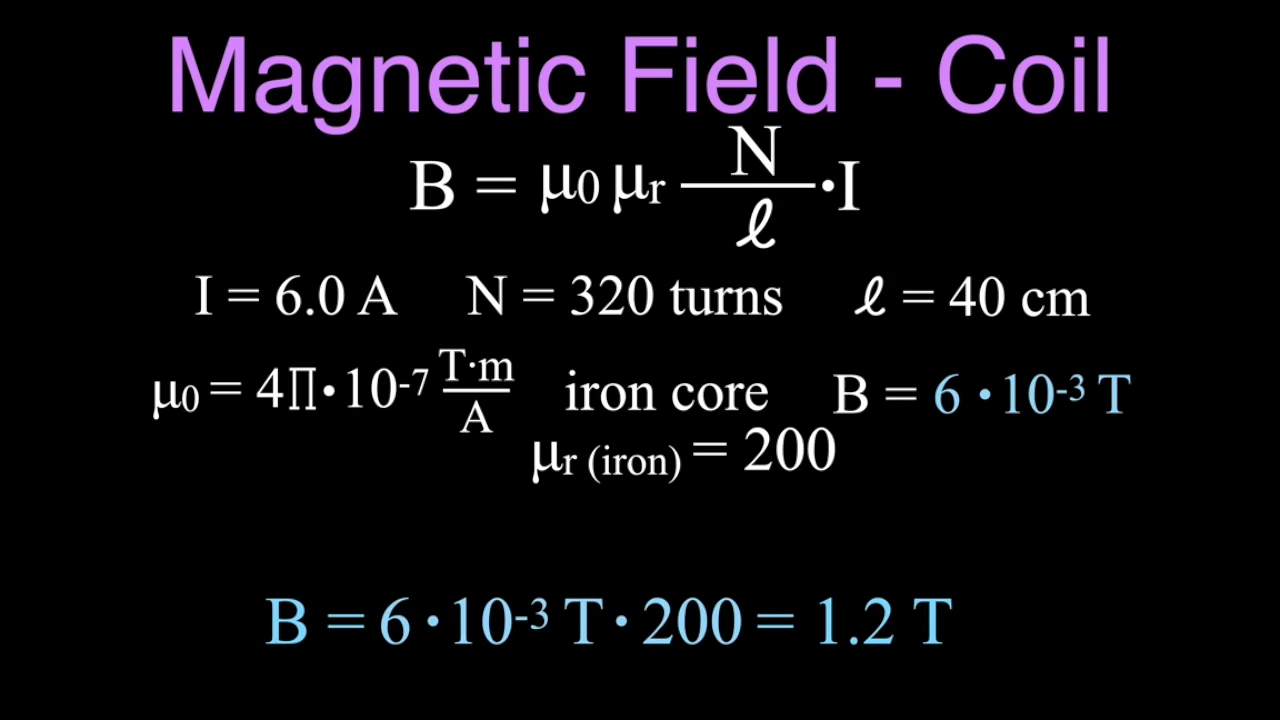 Magnetic Field - Coil
B = μ0 μr N/ℓ ·I
I = 6.0 A N = 320 turns ℓ = 40 cm
μ0 = 4∏·10-7 T·m/A iron core B = 6 ·10-3 T
μr (iron) = 200
B = 6·10-3 T·200 = 1.2 T